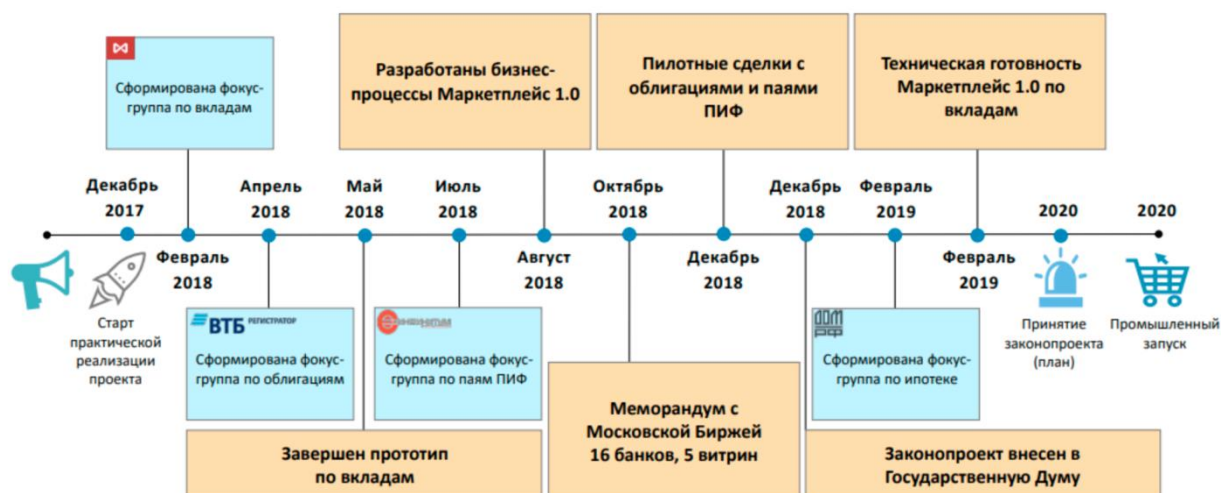 Сформирована фокус-
группа по вкладам
Разработаны бизнес-
процессы Маркетплейс 1.0
Пилотные сделки с
облигациями и паями
ПИФ
Техническая готовность
Маркетплейс 1.0 по
вкладам
Декабрь
2017
Апрель
2018
Май
2018
Июль
2018
Октябрь
2018
Декабрь
2018
Февраль
2019
2020
2020
Февраль
2018
Август
2018
Декабрь
2018
Февраль
2019
Старт
практической
реализации
проекта
ВТБ РЕГИСТРАТОР
Сформирована фокус-
группа по облигациям
Сформирована фокус-
группа по паям ПИФ
ДОМ
РФ
Сформирована фокус-
группа по ипотеке
Принятие
законопроекта
(план)
Промышленный
запуск
Завершен прототип
по вкладам
Меморандум с
Московской Биржей
16 банков, 5 витрин
Законопроект внесен в
Государственную Думу